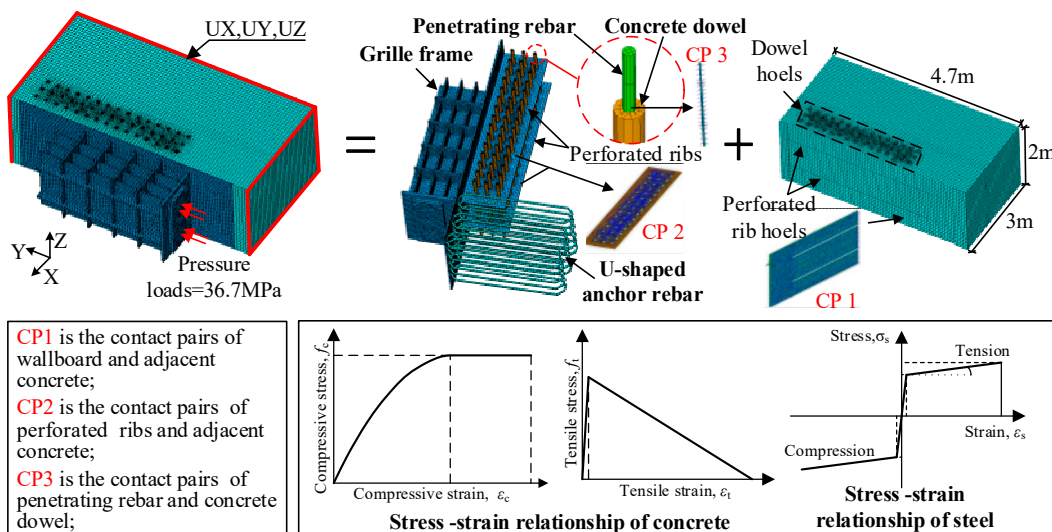 UX,UY,UZ
Y
Z
X
Pressure
loads=36.7MPa
=
Grille frame
Penetrating rebar
Concrete dowel
CP 3
Perforated ribs
CP 2
U-shaped
anchor rebar
+
Dowel
hoels
4.7m
2m
3m
Perforated
rib hoels
CP 1
CP1 is the contact pairs of
wallboard and adjacent
concrete;
CP2 is the contact pairs of
perforated ribs and adjacent
concrete;
CP3 is the contact pairs of
penetrating rebar and concrete
dowel;
Compressive stress, fc
Compressive strain, εc
Tensile stress, ft
Tensile strain, εt
Stress -strain relationship of concrete
Stress,σs
Tension
Strain, εs
Compression
Stress -strain
relationship of steel